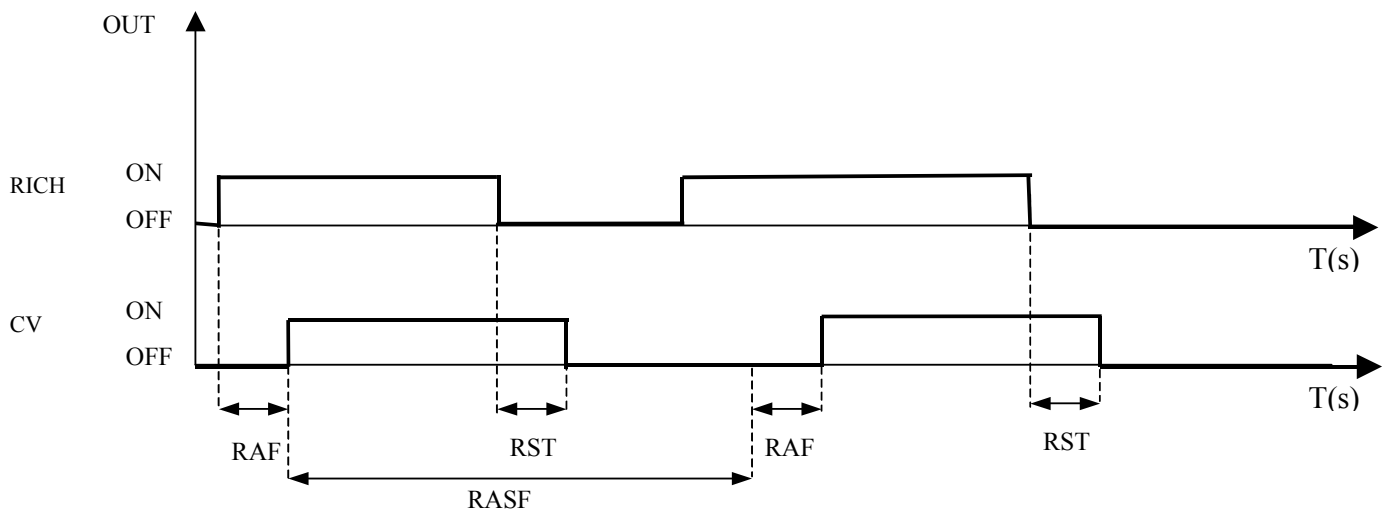 OUT
RICH ON
OFF
T(s)
CV ON
OFF
T(s)
RAF RST RAF RST
RASF